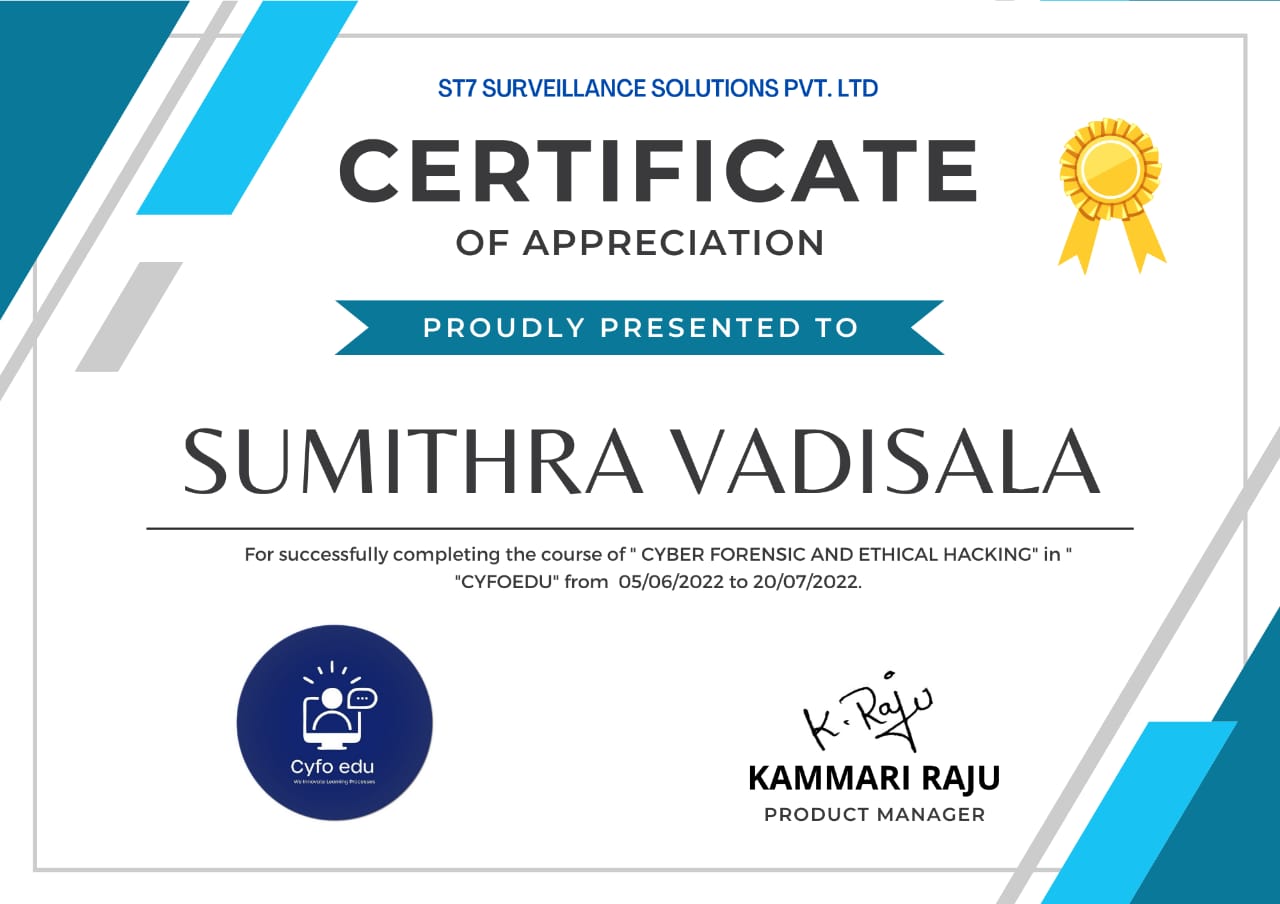 ST7 SURVEILLANCE SOLUTIONS PVT. LTD
CERTIFICATE
OF APPRECIATION
PROUDLY PRESENTED TO
SUMITHRA VADISALA
For successfully completing the course of " CYBER FORENSIC AND ETHICAL HACKING" in "
"CYFOEDU" from  05/06/2022 to 20/07/2022.
Cyfo edu
We Innovate Learning Processes
K. Raju
KAMMARI RAJU
PRODUCT MANAGER